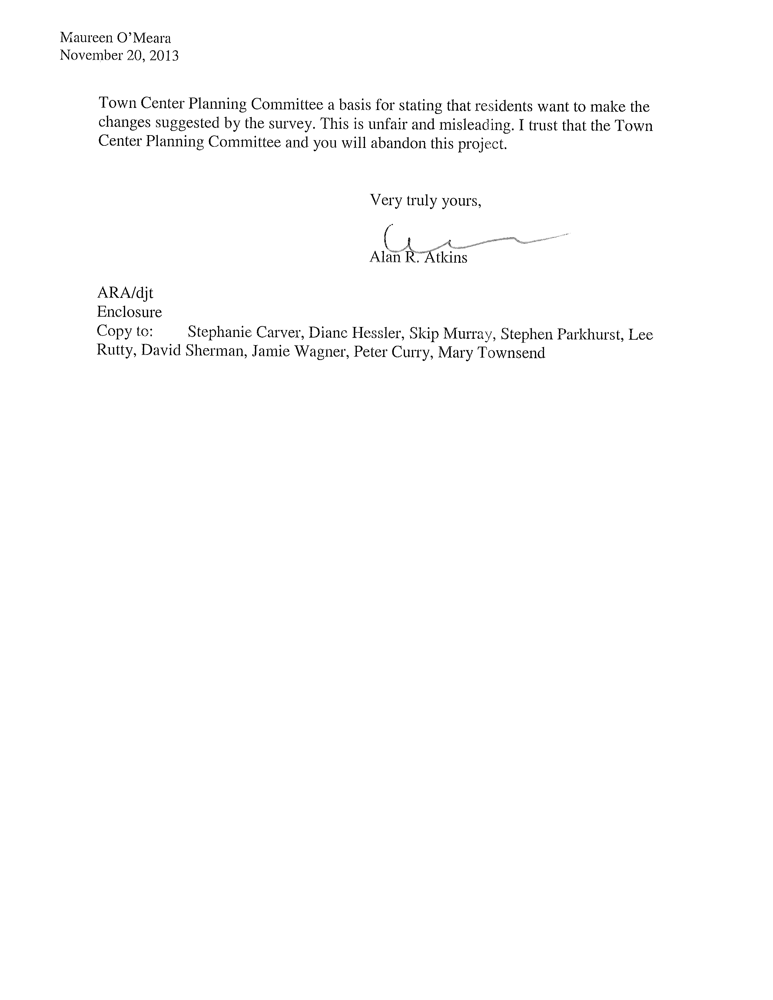 Maureen O'Meara
November 20, 2013
Town Center Planning Committee a basis for stating that residents want to make the
changes suggested by the survey. This is unfair and misleading. I trust that the Town
Center Planning Committee and you will abandon this project.
Very truly yours,
Alan R. Atkins
ARA/djt
Enclosure
Copy to: Stephanie Carver, Diane Hessler, Skip Murray, Stephen Parkhurst, Lee
Rutty, David Sherman, Jamie Wagner, Peter Curry, Mary Townsend